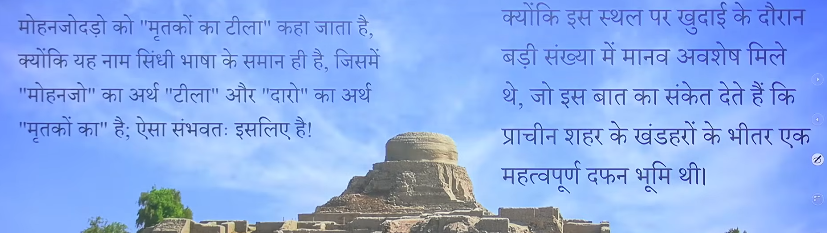 मोहनजोदड़ो को "मृतकों का टीला" कहा जाता है,
क्योंकि यह नाम सिंधी भाषा के समान ही है, जिसमें
"मोहनजो" का अर्थ "टीला" और "दारो" का अर्थ
"मृतकों का" है; ऐसा संभवतः इसलिए है!
क्योंकि इस स्थल पर खुदाई के दौरान
बड़ी संख्या में मानव अवशेष मिले
थे, जो इस बात का संकेत देते हैं कि
प्राचीन शहर के खंडहरों के भीतर एक
महत्वपूर्ण दफन भूमि थी।